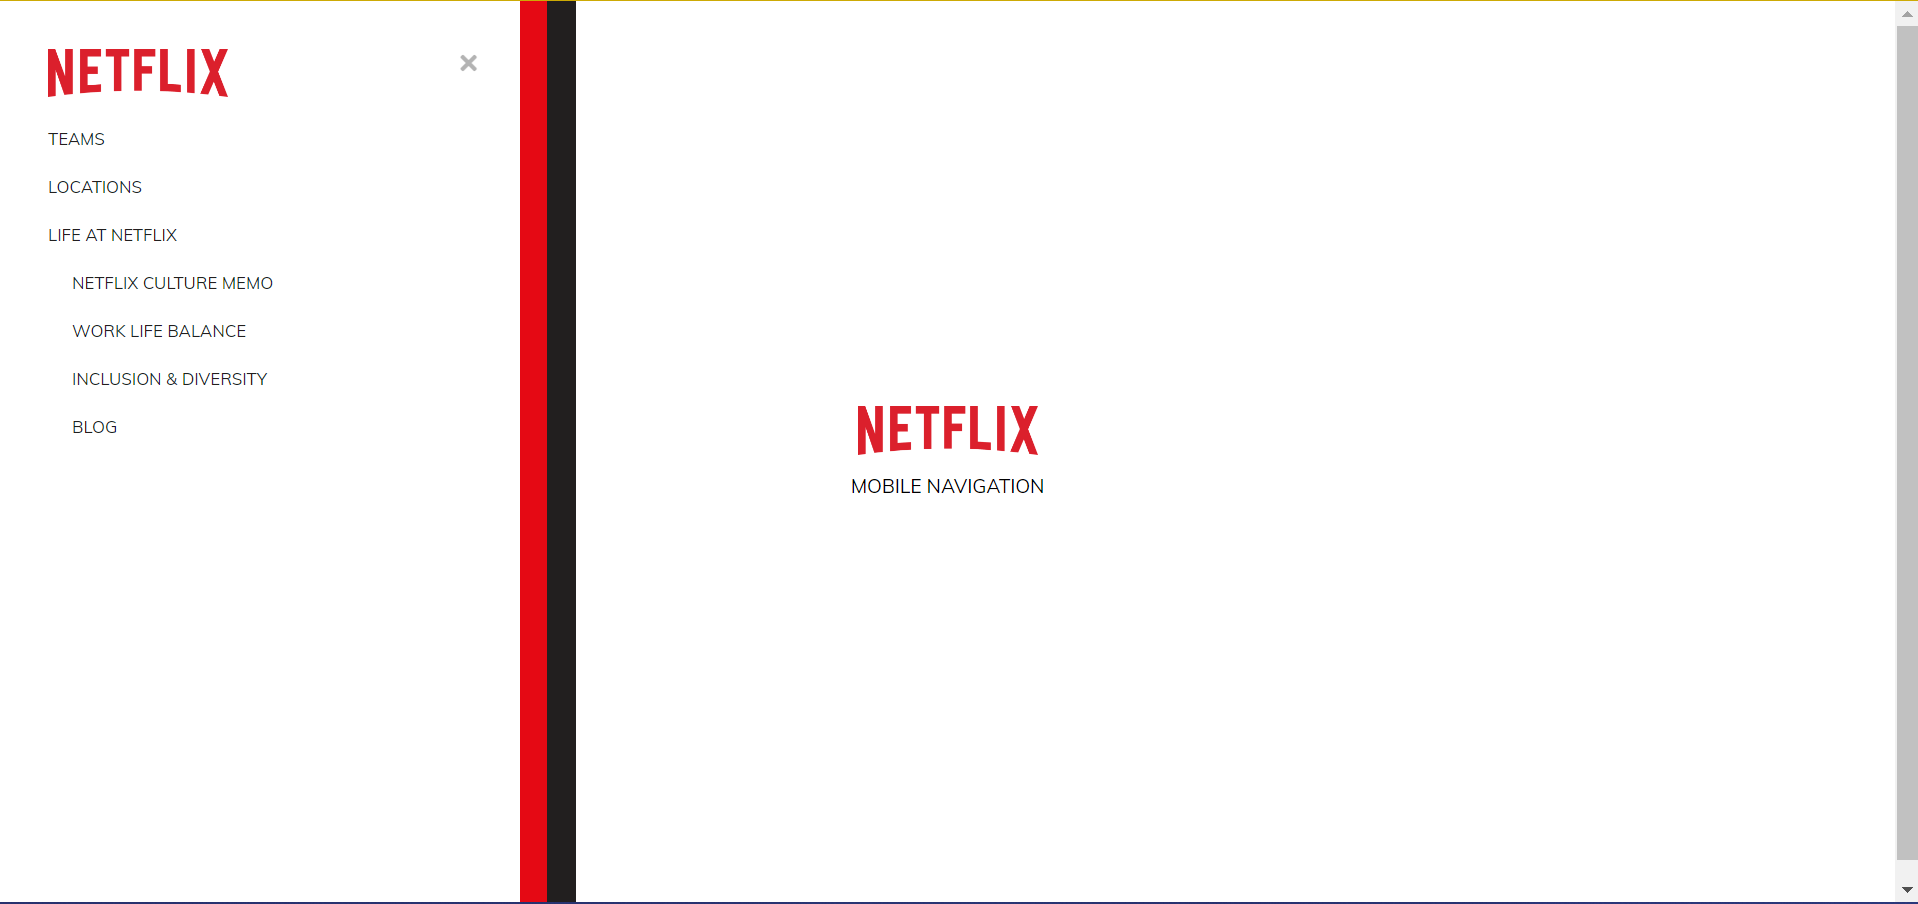 NETFLIX
TEAMS
LOCATIONS
LIFE AT NETFLIX
NETFLIX CULTURE MEMO
WORK LIFE BALANCE
INCLUSION & DIVERSITY
BLOG
NETFLIX
MOBILE NAVIGATION